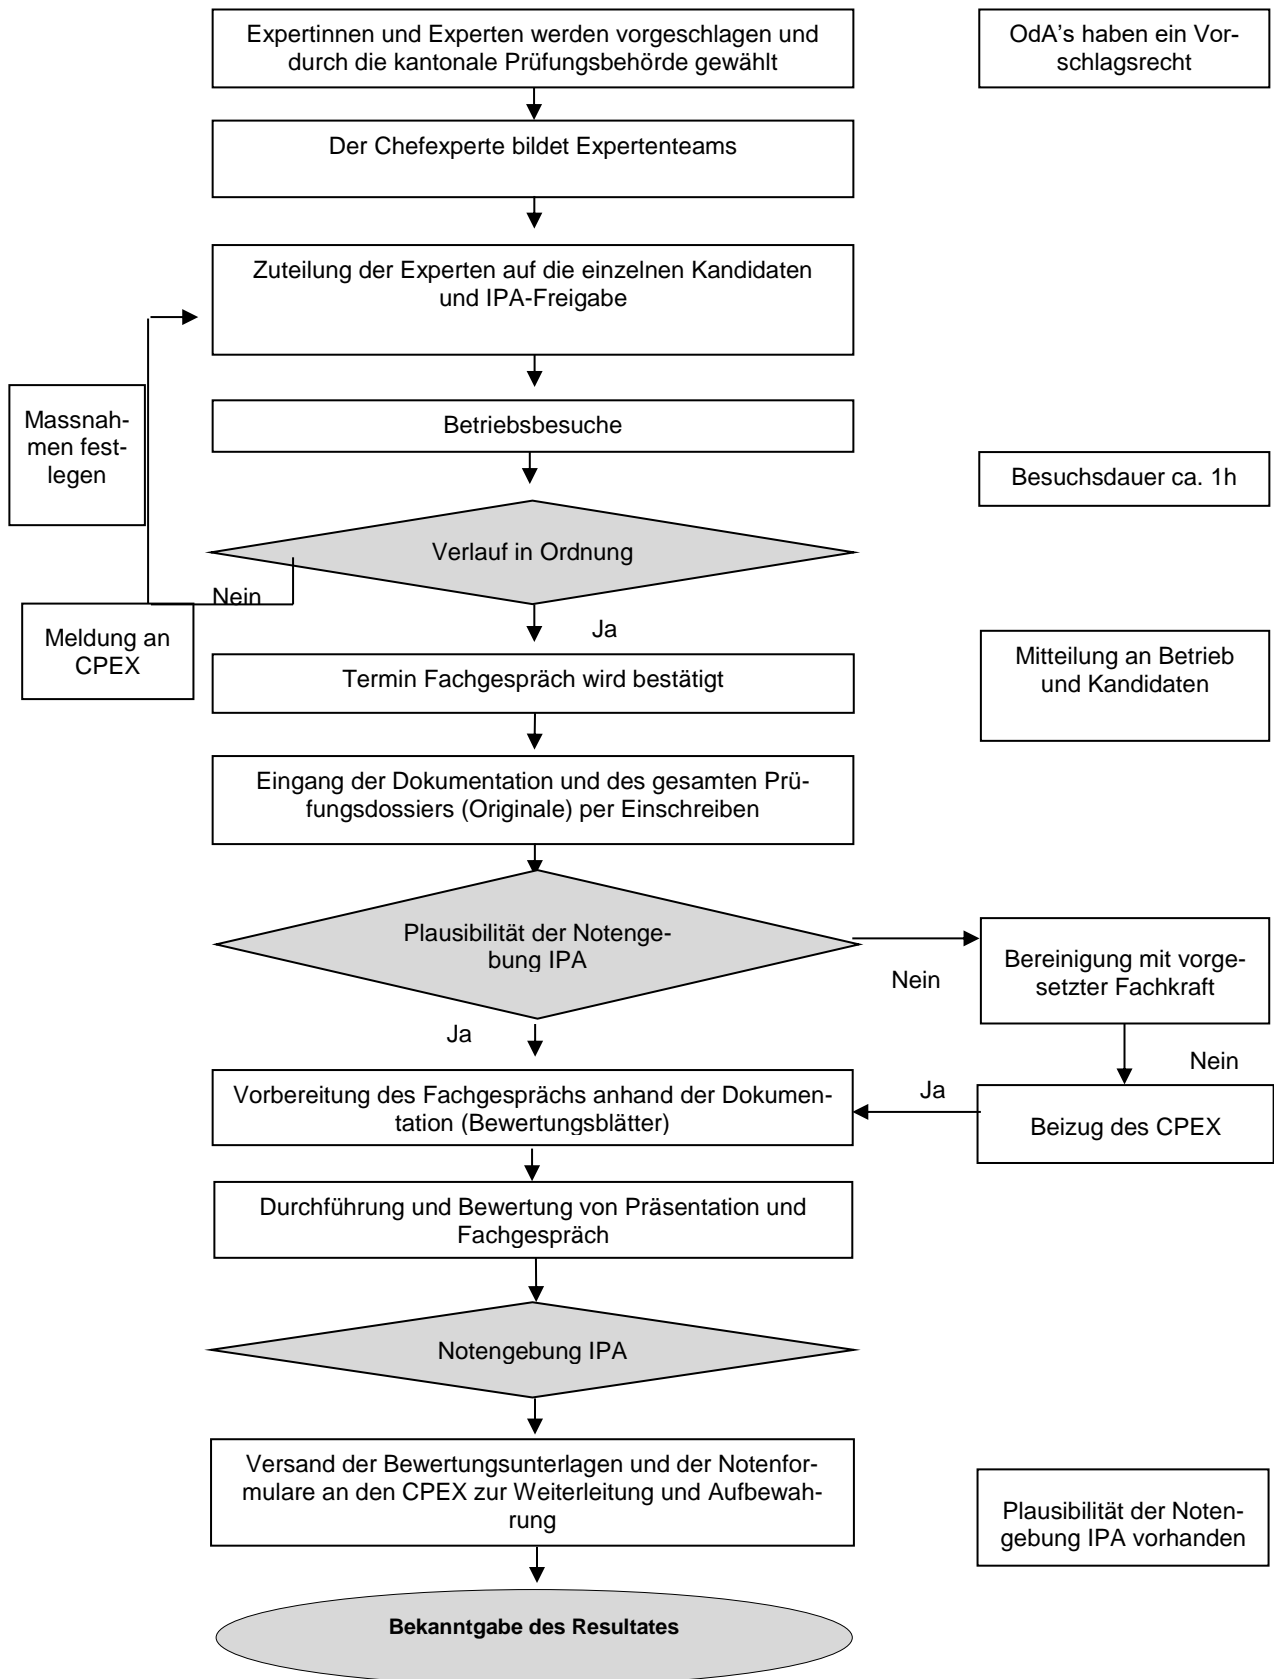 Expertinnen und Experten werden vorgeschlagen und
durch die kantonale Prüfungsbehörde gewählt
OdA's haben ein Vor-
schlagsrecht
Der Chefexperte bildet Expertenteams
Zuteilung der Experten auf die einzelnen Kandidaten
und IPA-Freigabe
Massnah-
men fest-
legen
Betriebsbesuche
Besuchsdauer ca. 1h
Verlauf in Ordnung
Nein
Ja
Meldung an
CPEX
Mitteilung an Betrieb
und Kandidaten
Termin Fachgespräch wird bestätigt
Eingang der Dokumentation und des gesamten Prü-
fungsdossiers (Originale) per Einschreiben
Plausibilität der Notenge-
bung IPA
Nein
Bereinigung mit vorge-
setzter Fachkraft
Ja
Nein
Vorbereitung des Fachgesprächs anhand der Dokumen-
tation (Bewertungsblätter)
Ja
Beizug des CPEX
Durchführung und Bewertung von Präsentation und
Fachgespräch
Notengebung IPA
Versand der Bewertungsunterlagen und der Notenfor-
mulare an den CPEX zur Weiterleitung und Aufbewah-
rung
Plausibilität der Noten-
gebung IPA vorhanden
Bekanntgabe des Resultates